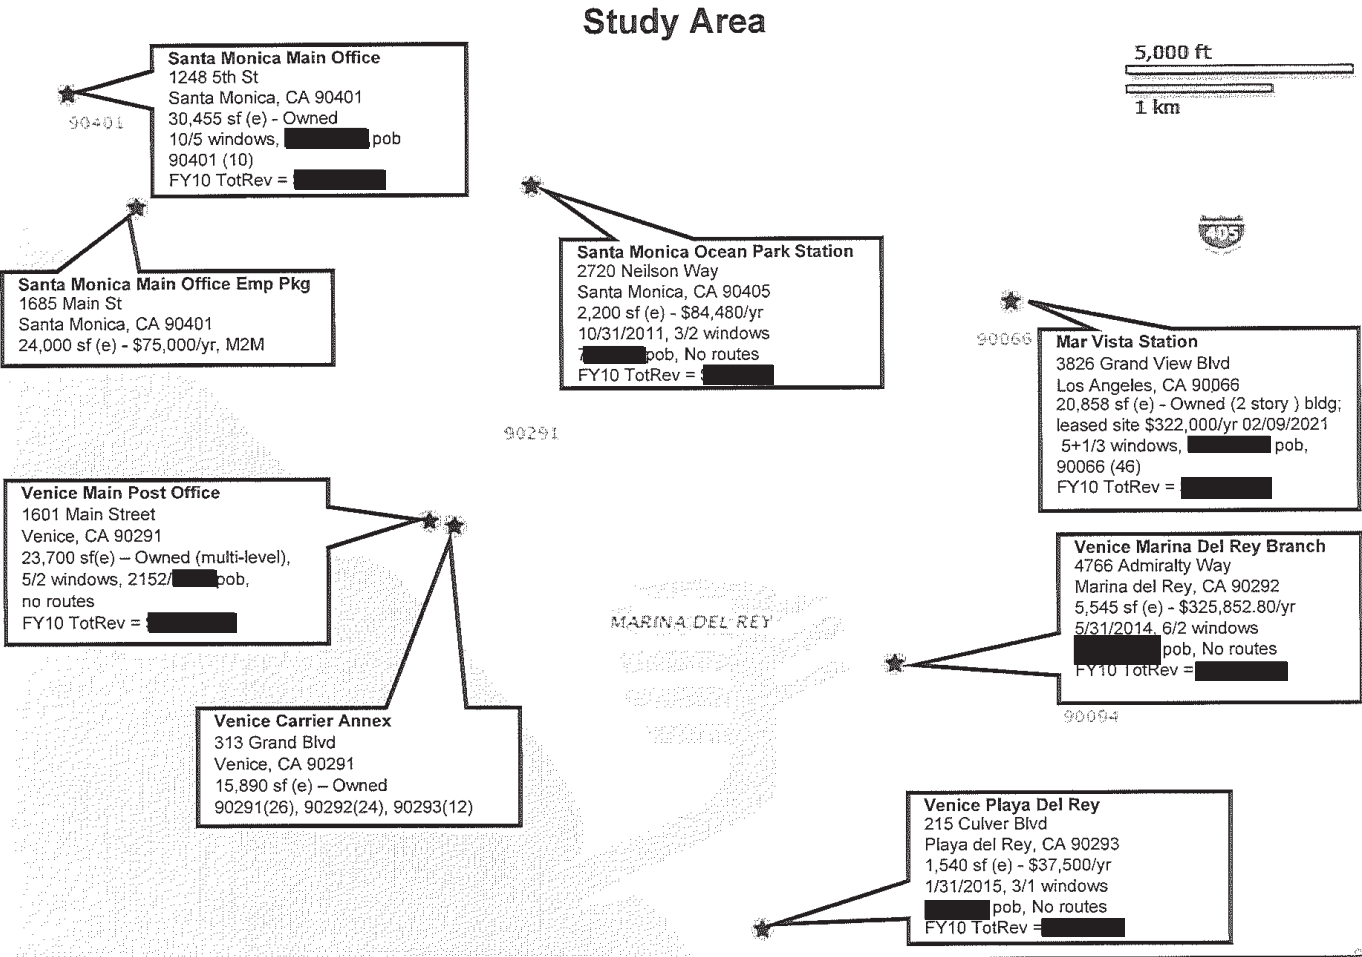 Study Area
5,000 ft
1 km
Santa Monica Main Office
1248 5th St
Santa Monica, CA 90401
30,455 sf (e) - Owned
10/5 windows, pob
90401 (10)
FY10 TotRev =
90401
405
Santa Monica Ocean Park Station
2720 Neilson Way
Santa Monica, CA 90405
2,200 sf (e) - $84,480/yr
10/31/2011, 3/2 windows
pob, No routes
FY10 TotRev =
Santa Monica Main Office Emp Pkg
1685 Main St
Santa Monica, CA 90401
24,000 sf (e) - $75,000/yr, M2M
90066
Mar Vista Station
3826 Grand View Blvd
Los Angeles, CA 90066
20,858 sf (e) - Owned (2 story ) bldg;
leased site $322,000/yr 02/09/2021
5+1/3 windows, pob,
90066 (46)
FY10 TotRev =
90291
Venice Main Post Office
1601 Main Street
Venice, CA 90291
23,700 sf(e) – Owned (multi-level),
5/2 windows, 2152/ pob,
no routes
FY10 TotRev =
Venice Marina Del Rey Branch
4766 Admiralty Way
Marina del Rey, CA 90292
5,545 sf (e) - $325,852.80/yr
5/31/2014, 6/2 windows
pob, No routes
FY10 TotRev =
MARINA DEL REY
90094
Venice Carrier Annex
313 Grand Blvd
Venice, CA 90291
15,890 sf (e) – Owned
90291(26), 90292(24), 90293(12)
Venice Playa Del Rey
215 Culver Blvd
Playa del Rey, CA 90293
1,540 sf (e) - $37,500/yr
1/31/2015, 3/1 windows
pob, No routes
FY10 TotRev =